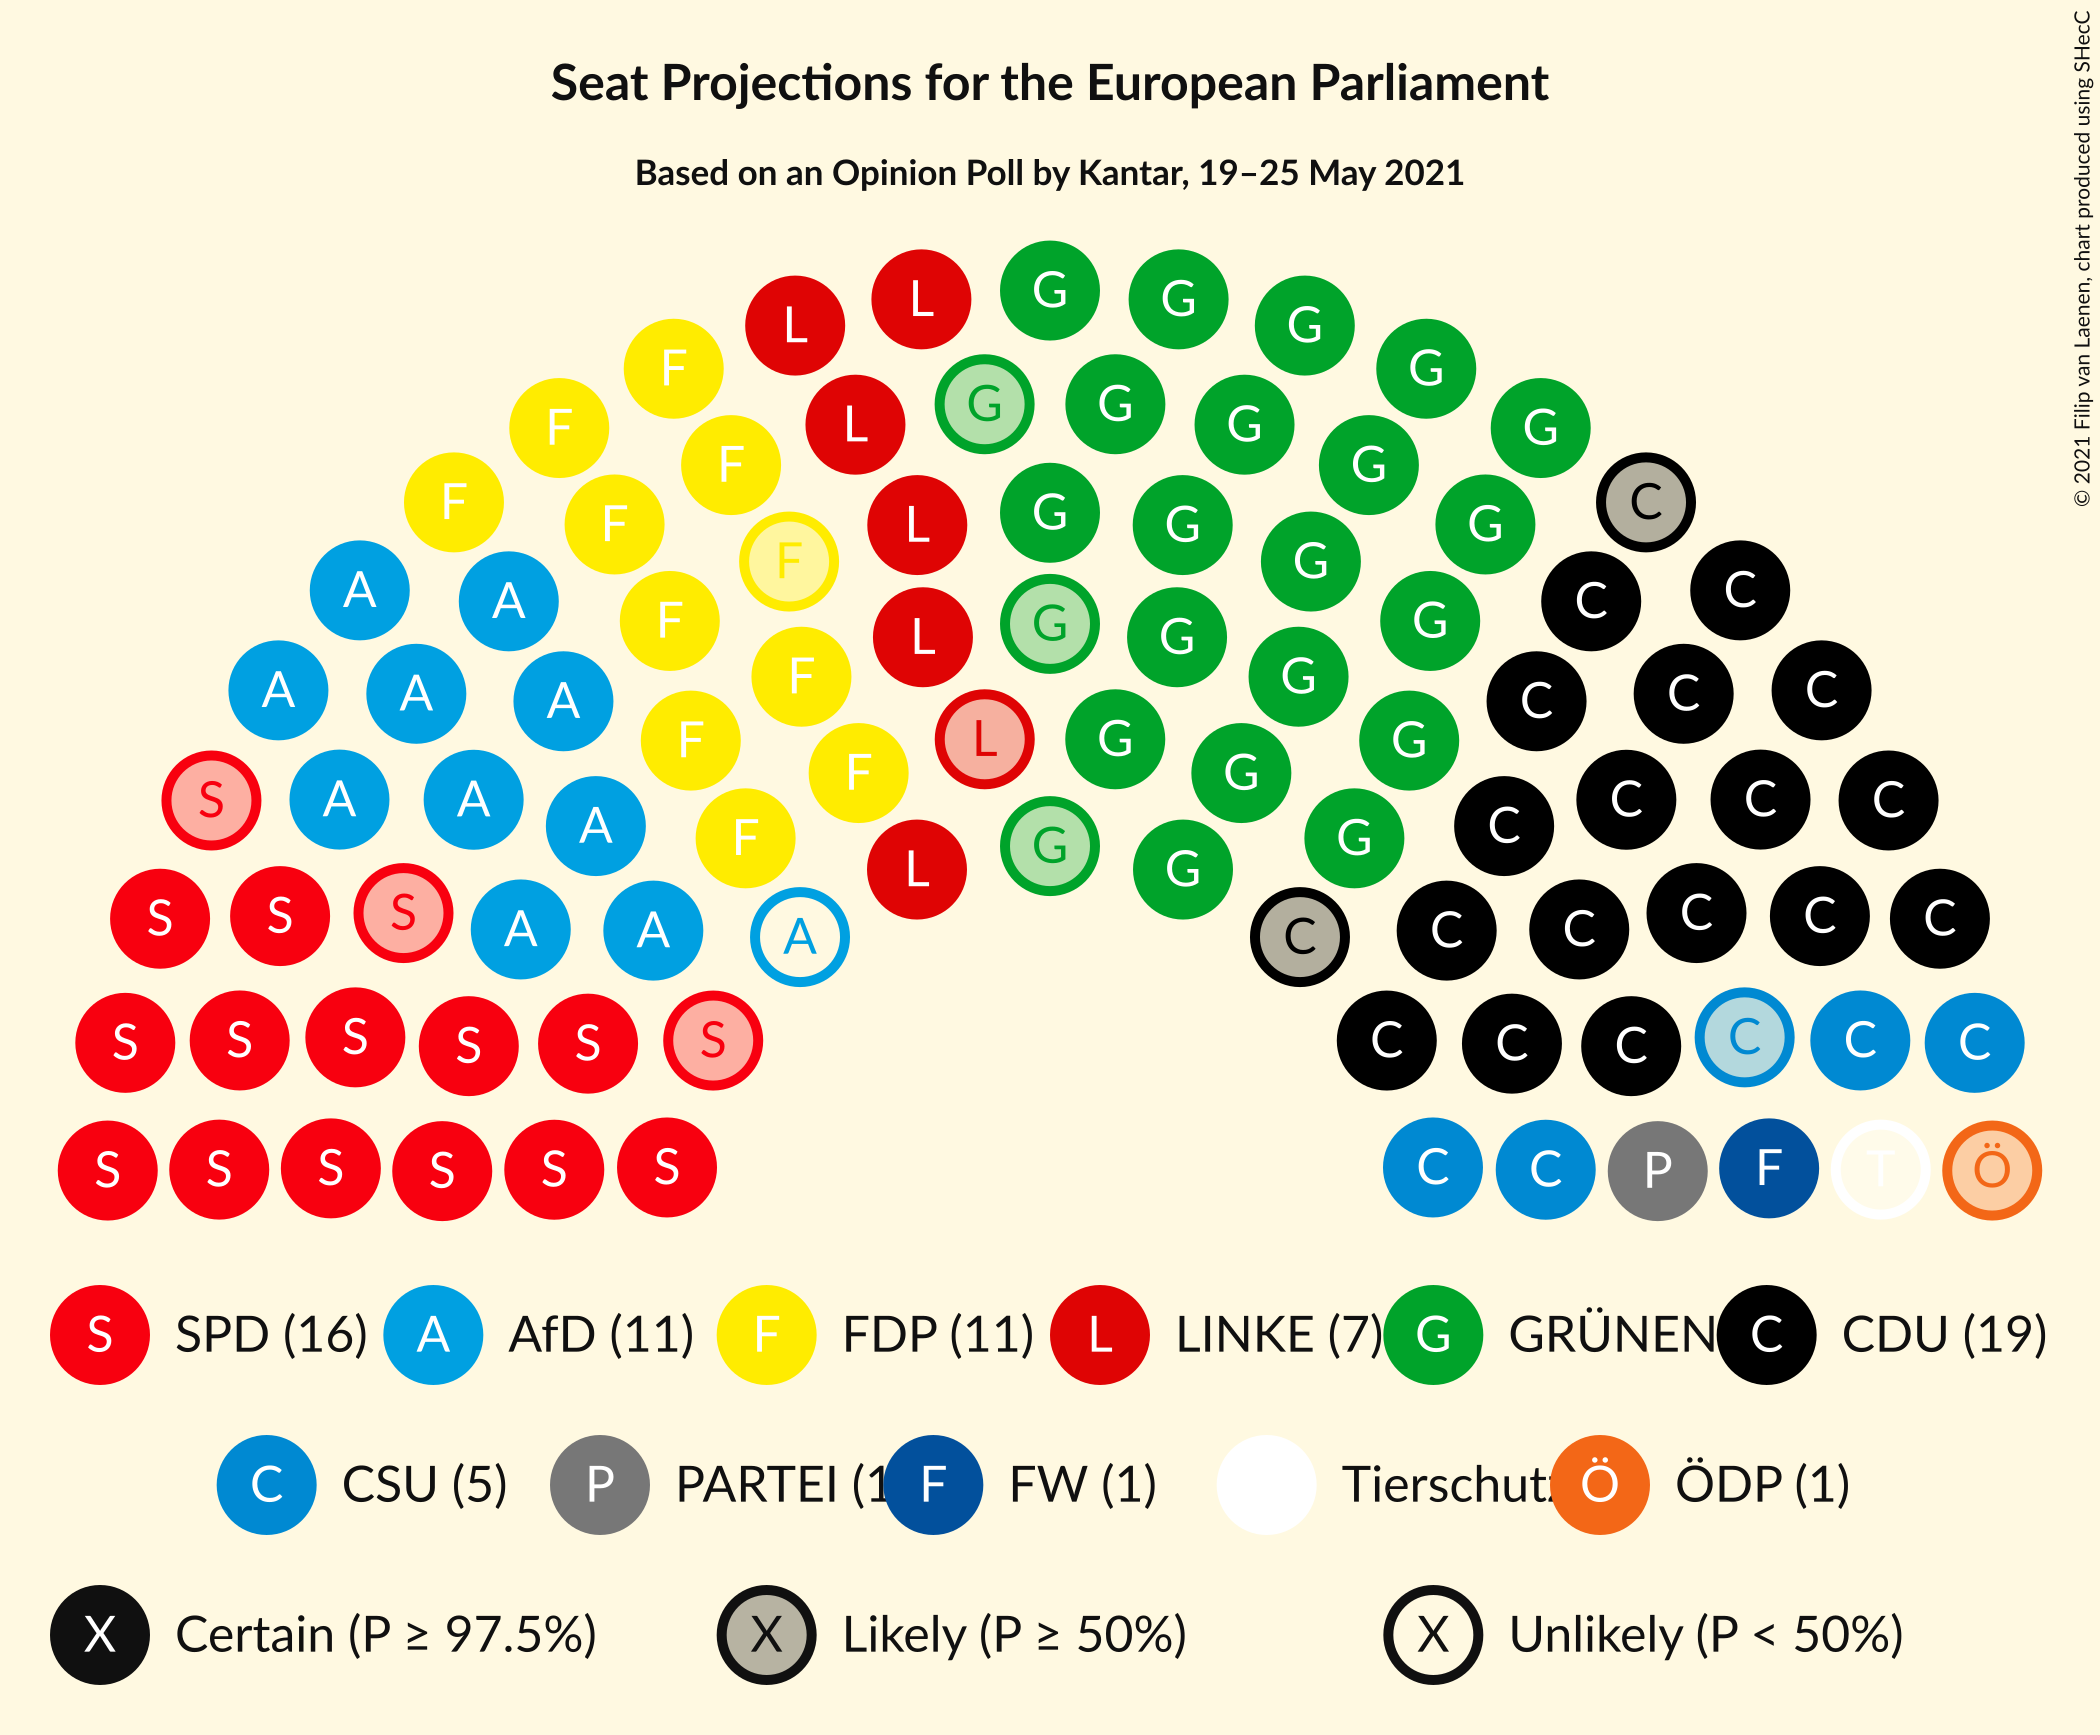 Seat Projections for the European Parliament
Based on an Opinion Poll by Kantar, 19–25 May 2021
© 2021 Filip van Laenen, chart produced using SHecC
L L G G G
F L G G G G
F F L G G G G
F F F L G G G G C
A A F F L G G G G C C
A A A F F L G G G G C C C
S A A A F F L G G G G C C C C
S S S A A A C C C C C C
S S S S S S C C C C C C
S S S S S S C C P F T Ö
S SPD (16) A AfD (11) F FDP (11) L LINKE (7) G GRÜNEN C CDU (19)
C CSU (5) P PARTEI (1 F FW (1) Tierschutz Ö ÖDP (1)
X Certain (P ≥ 97.5%) X Likely (P ≥ 50%) X Unlikely (P < 50%)